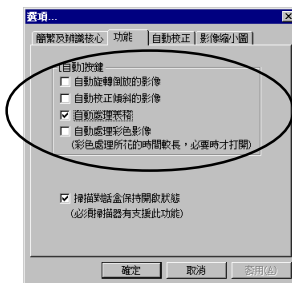 選項...
簡繁及辨識核心 功能 自動校正 影像縮小圖
[自動]按鍵
自動旋轉倒放的影像
自動校正傾斜的影像
自動處理表格
自動處理彩色影像
(彩色處理所花的時間較長，必要時才打開)
掃描對話盒保持開啟狀態
(必須掃描器有支援此功能)
確定 取消 套用(A)